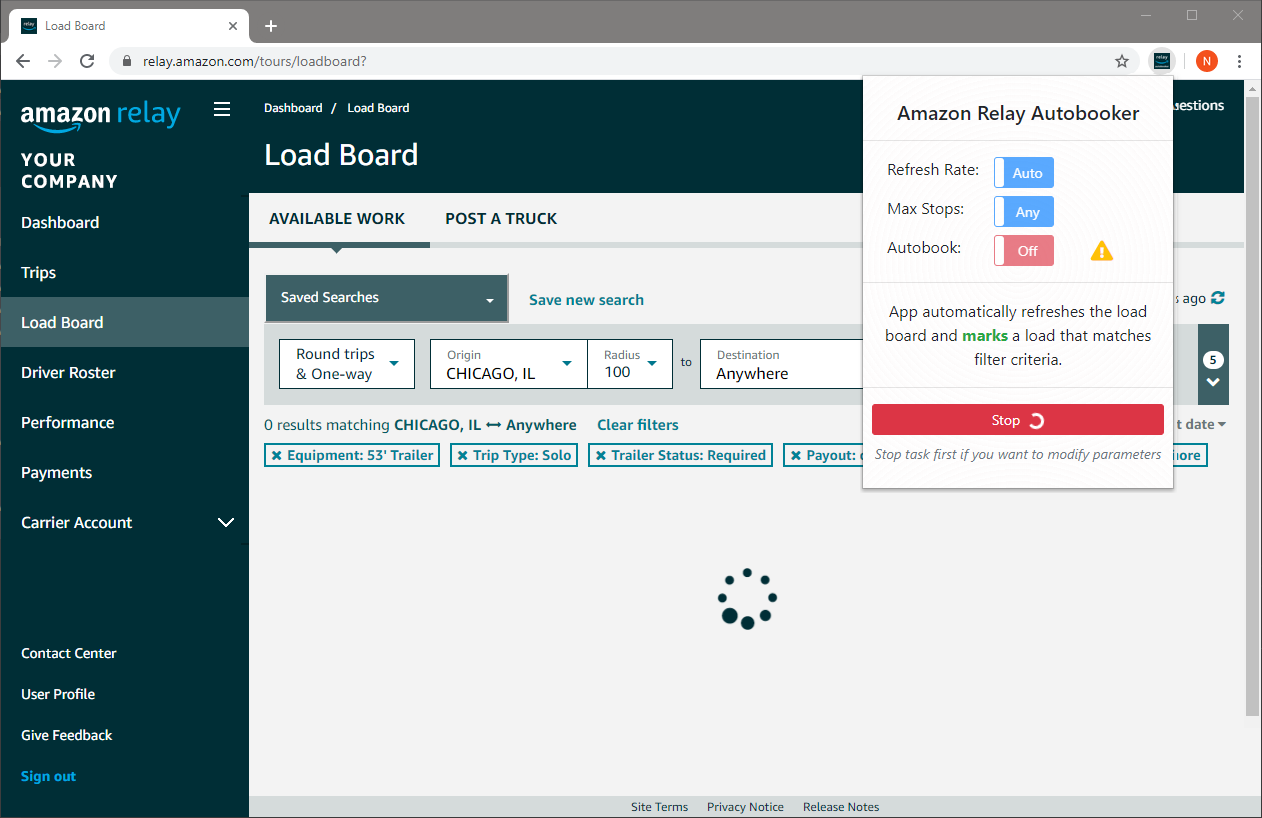 Load Board
relay.amazon.com/tours/loadboard?
N
amazon relay
YOUR
COMPANY
Dashboard
Trips
Load Board
Driver Roster
Performance
Payments
Carrier Account
Contact Center
User Profile
Give Feedback
Sign out
Dashboard / Load Board
Load Board
AVAILABLE WORK POST A TRUCK
Saved Searches Save new search
ago
Round trips
& One-way
Origin
CHICAGO, IL
Radius
100
to
Destination
Anywhere
5
0 results matching CHICAGO, IL ↔ Anywhere Clear filters
date
Equipment: 53' Trailer Trip Type: Solo Trailer Status: Required Payout:
Amazon Relay Autobooker
Refresh Rate: Auto
Max Stops: Any
Autobook: Off
App automatically refreshes the load
board and marks a load that matches
filter criteria.
Stop
Stop task first if you want to modify parameters
Site Terms Privacy Notice Release Notes